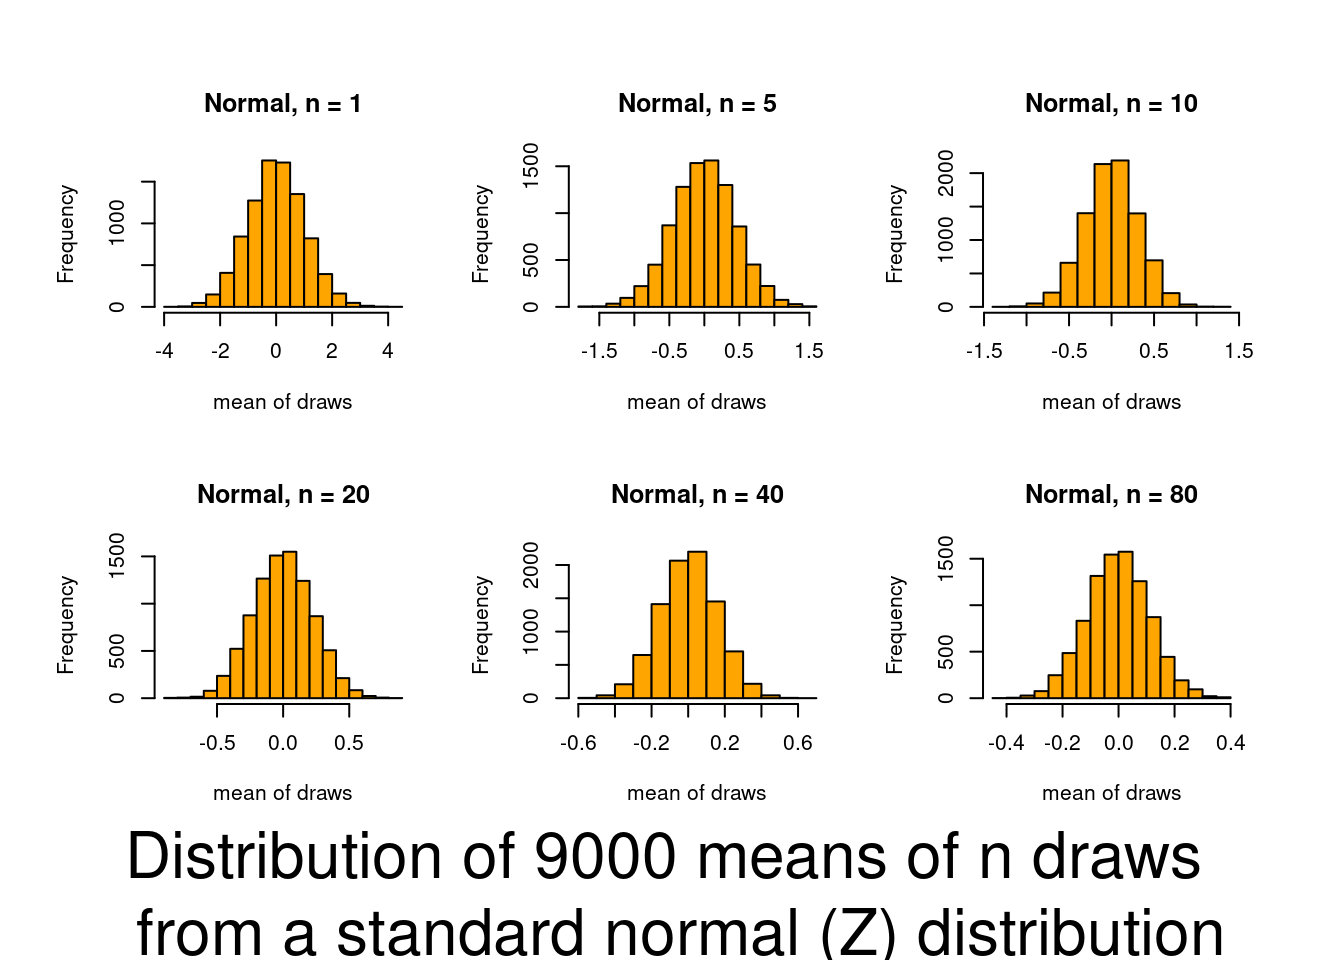 Normal, n = 1
Frequency
0 1000
-4 -2 0 2 4
mean of draws
Normal, n = 5
Frequency
0 500 1500
-1.5 -0.5 0.5 1.5
mean of draws
Normal, n = 10
Frequency
0 1000 2000
-1.5 -0.5 0.5 1.5
mean of draws
Normal, n = 20
Frequency
0 500 1500
-0.5 0.0 0.5
mean of draws
Normal, n = 40
Frequency
0 1000 2000
-0.6 -0.2 0.2 0.6
mean of draws
Normal, n = 80
Frequency
0 500 1500
-0.4 -0.2 0.0 0.2 0.4
mean of draws
Distribution of 9000 means of n draws
from a standard normal (Z) distribution